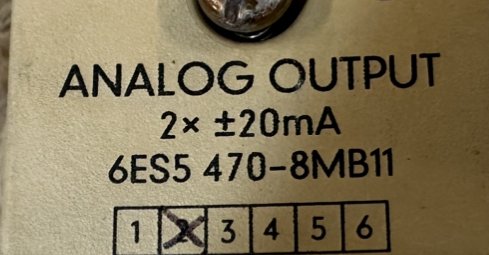 ANALOG OUTPUT
2× ±20mA
6ES5 470-8MB11
1 2 3 4 5 6